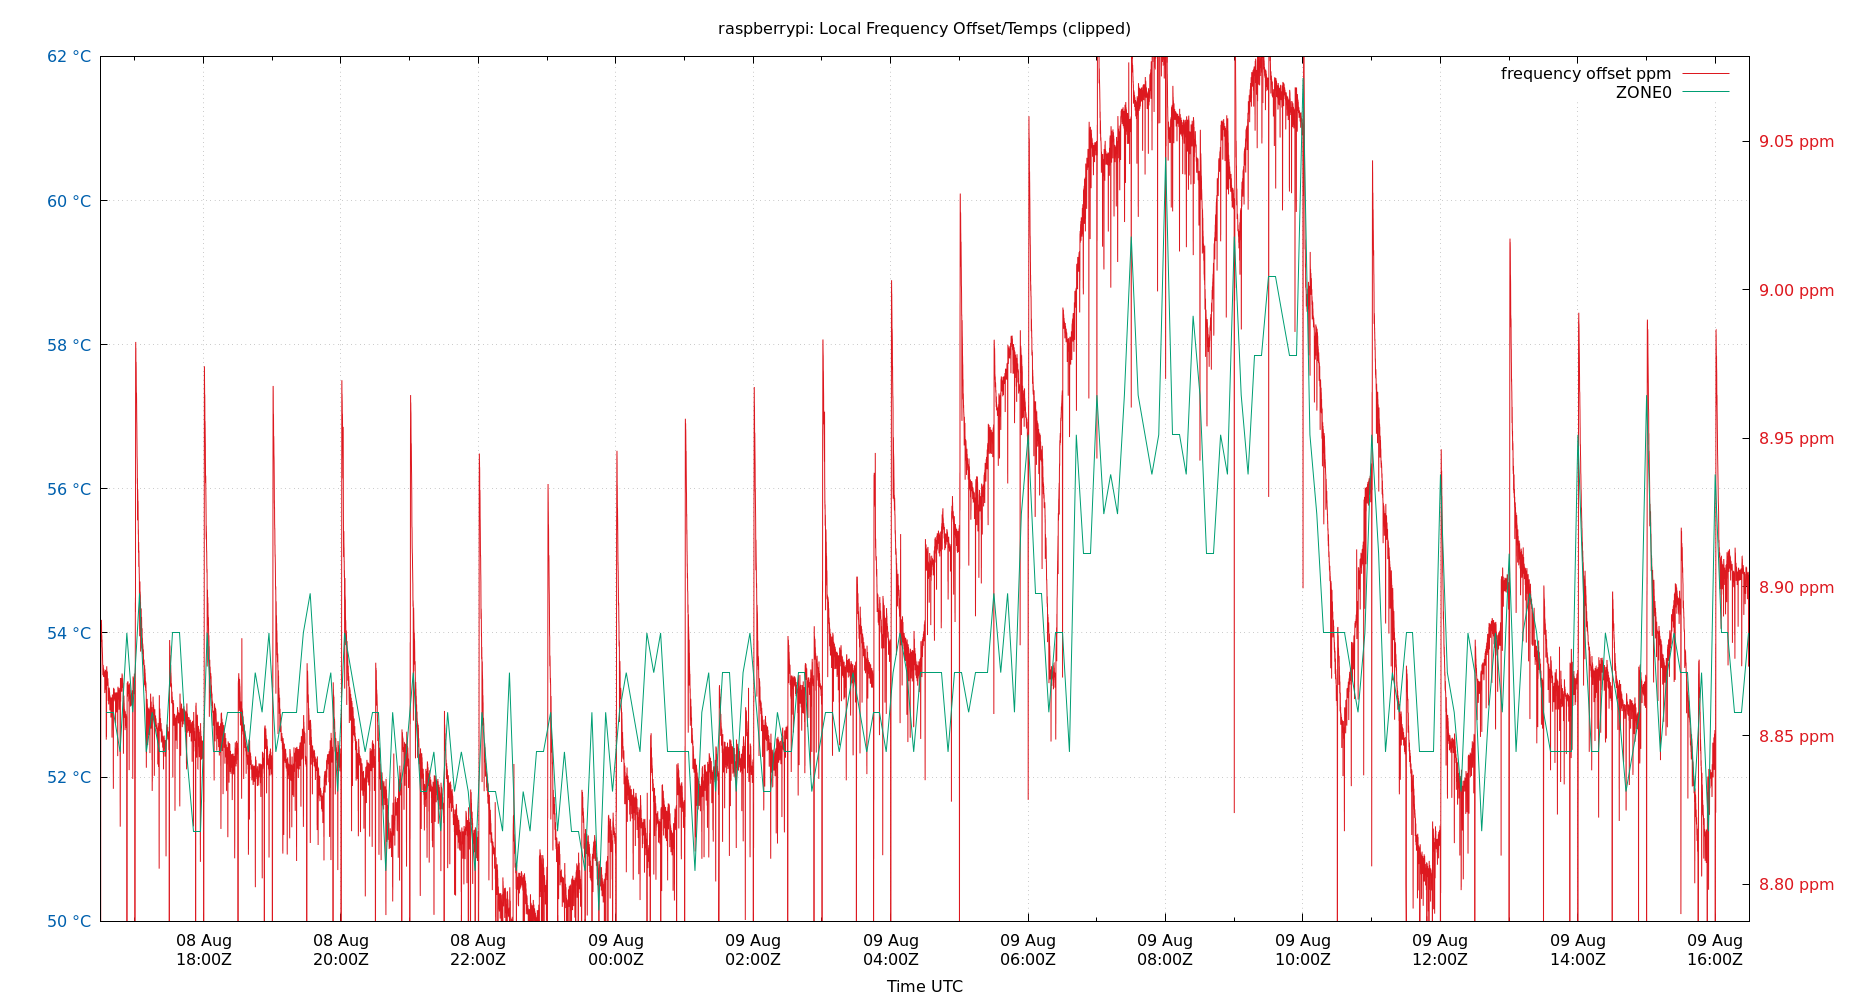 raspberrypi: Local Frequency Offset/Temps (clipped)
62 °C
60 °C
58 °C
56 °C
54 °C
52 °C
50 °C
frequency offset ppm
ZONE0
9.05 ppm
9.00 ppm
8.95 ppm
8.90 ppm
8.85 ppm
8.80 ppm
08 Aug 08 Aug 08 Aug 09 Aug 09 Aug 09 Aug 09 Aug 09 Aug 09 Aug 09 Aug 09 Aug 09 Aug
18:00Z 20:00Z 22:00Z 00:00Z 02:00Z 04:00Z 06:00Z 08:00Z 10:00Z 12:00Z 14:00Z 16:00Z
Time UTC